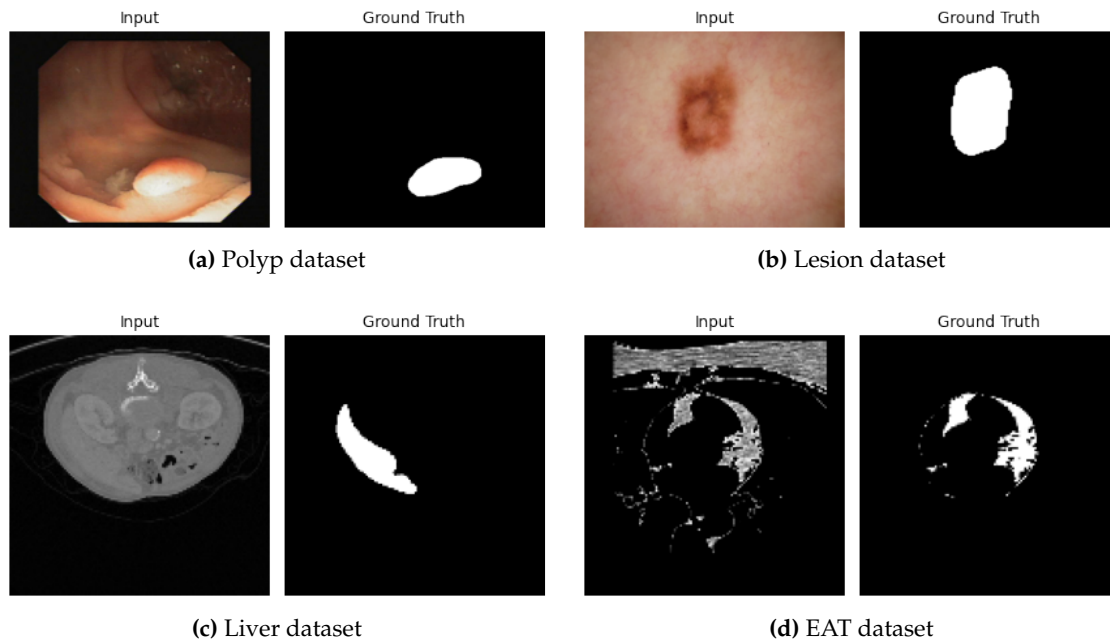 Input Ground Truth Input Ground Truth
(a) Polyp dataset (b) Lesion dataset
Input Ground Truth Input Ground Truth
(c) Liver dataset (d) EAT dataset